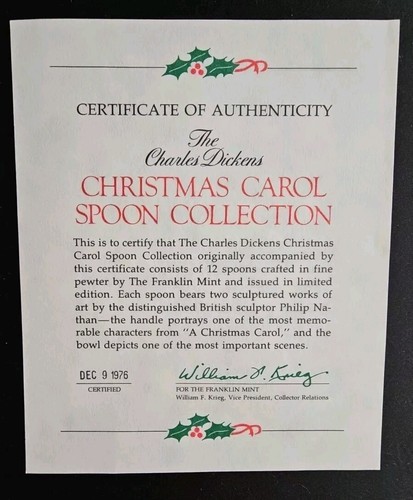 CERTIFICATE OF AUTHENTICITY
The
Charles Dickens
CHRISTMAS CAROL
SPOON COLLECTION
This is to certify that The Charles Dickens Christmas
Carol Spoon Collection originally accompanied by
this certificate consists of 12 spoons crafted in fine
pewter by The Franklin Mint and issued in limited
edition. Each spoon bears two sculptured works of
art by the distinguished British sculptor Philip Na-
than—the handle portrays one of the most memo-
rable characters from "A Christmas Carol," and the
bowl depicts one of the most important scenes.
DEC 9 1976
CERTIFIED
William F. Krieg
FOR THE FRANKLIN MINT
William F. Krieg, Vice President, Collector Relations